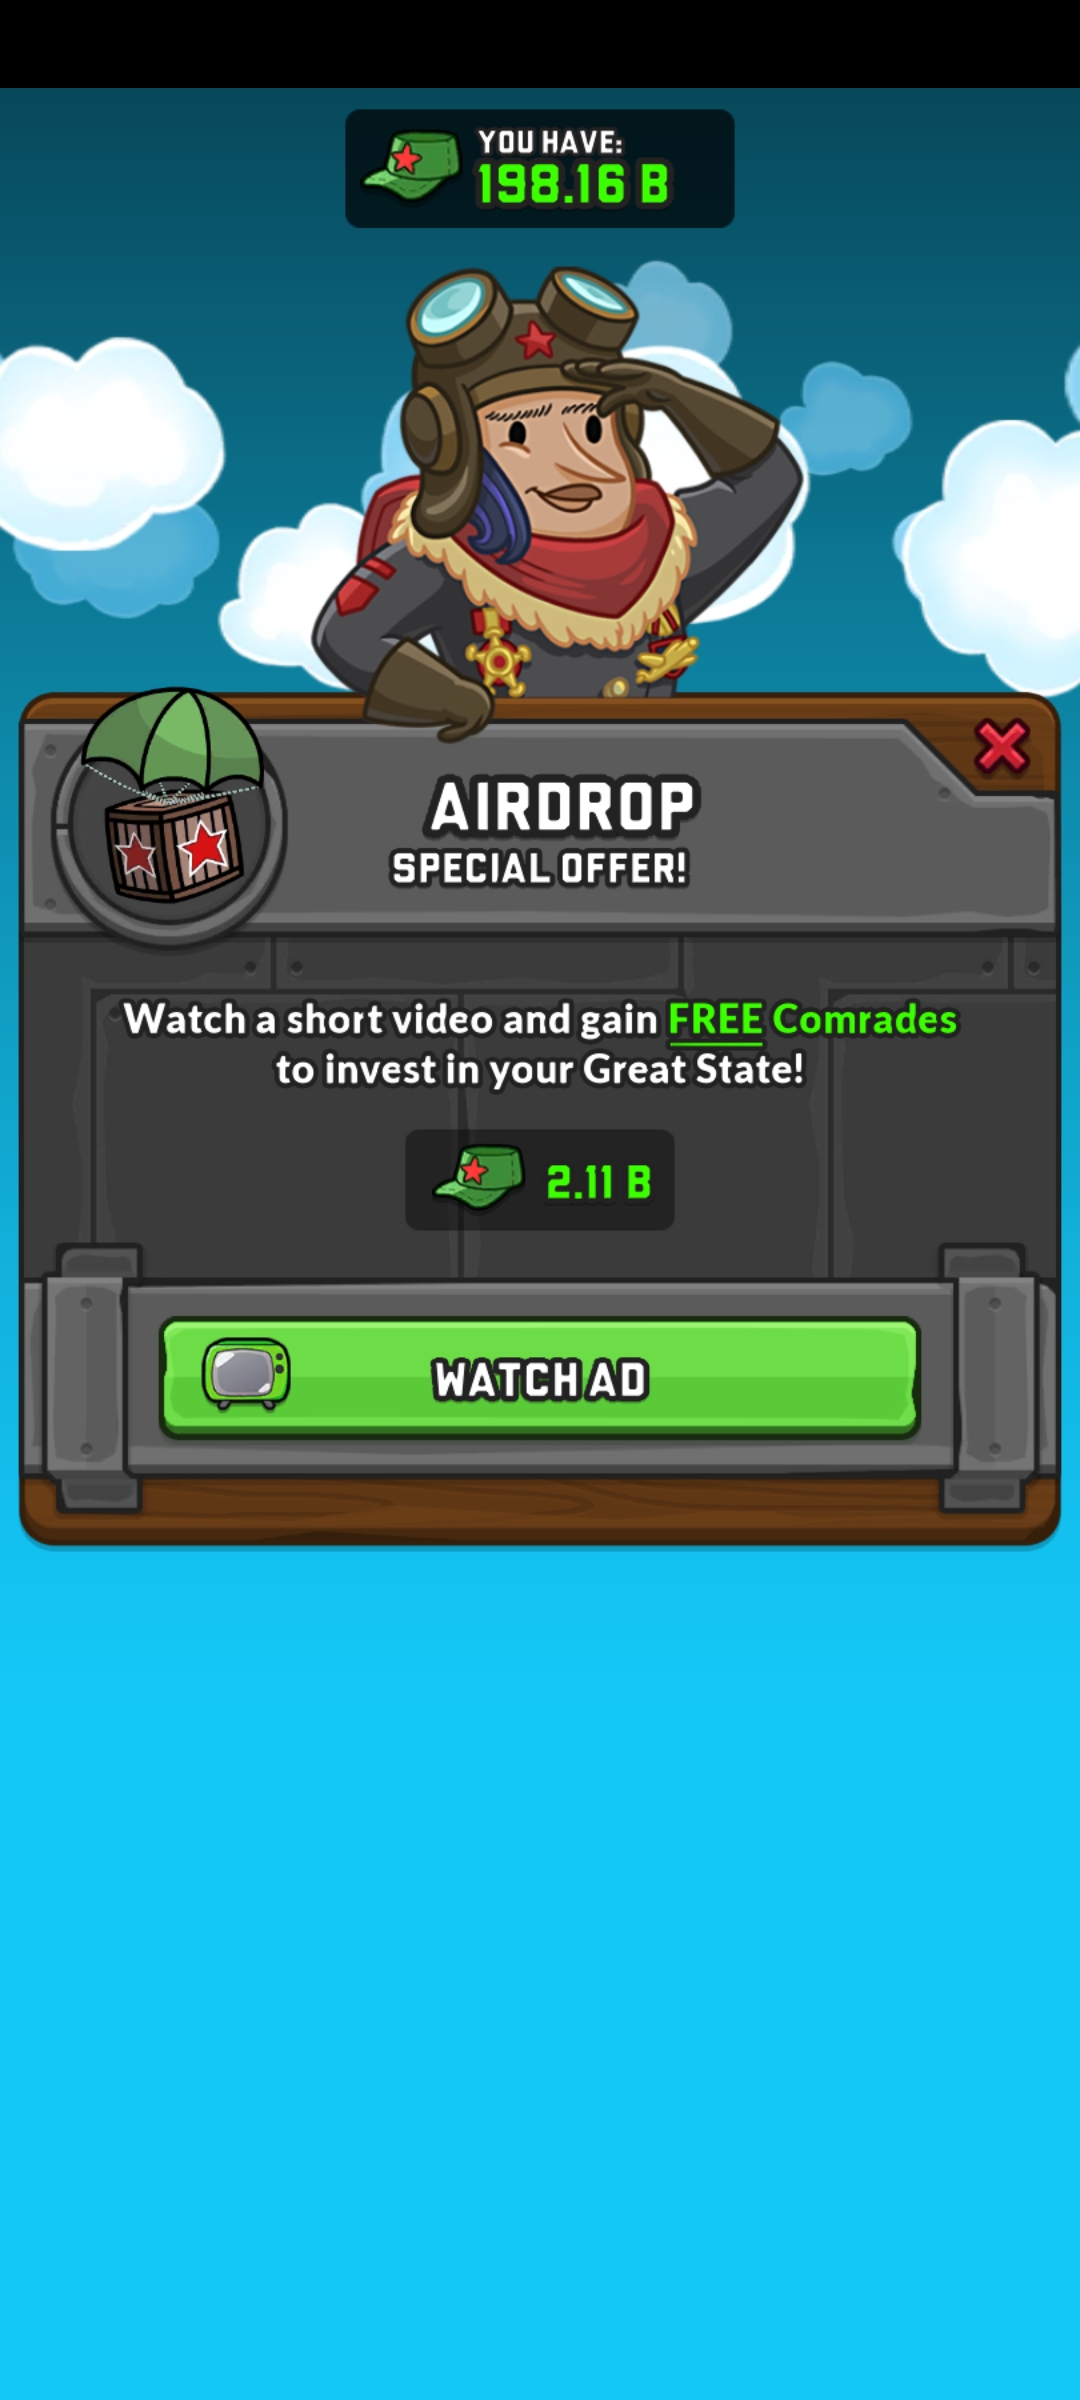 YOU HAVE:
198.16 B
AIRDROP
SPECIAL OFFER!
Watch a short video and gain FREE Comrades
to invest in your Great State!
2.11 B
WATCH AD